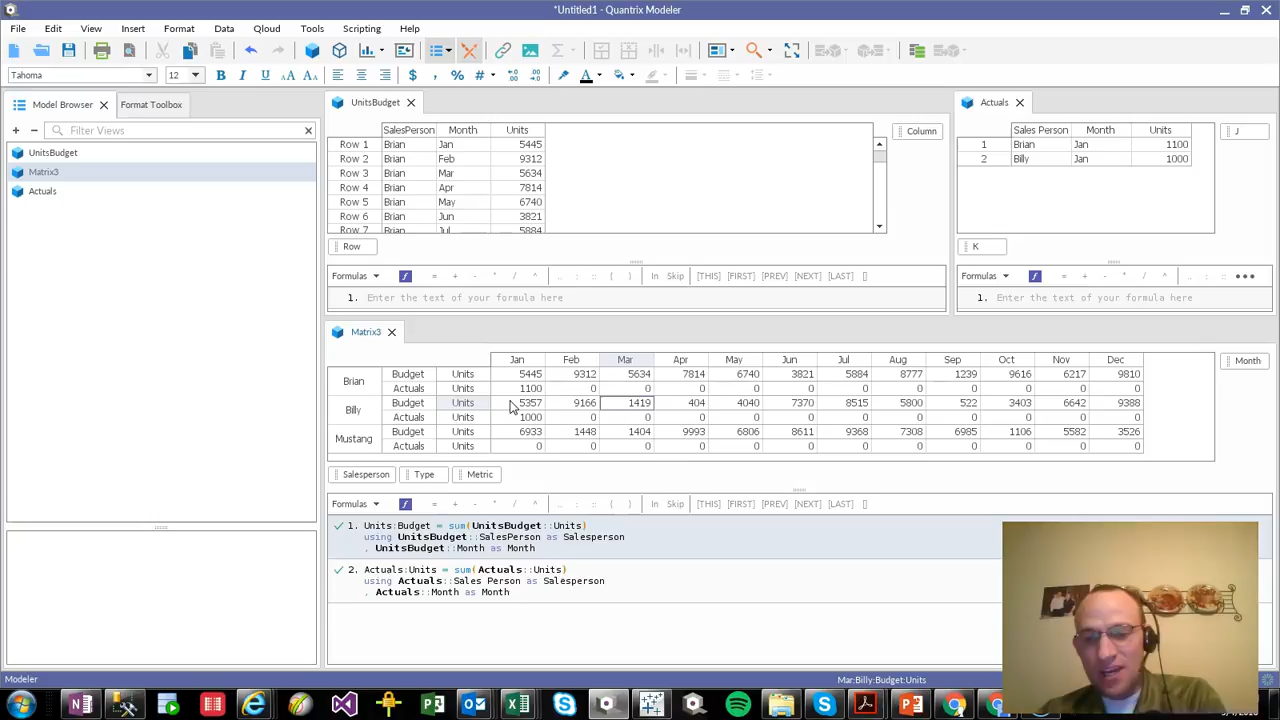 *Untitled1 - Quantrix Modeler
File Edit View Insert Format Data Qloud Tools Scripting Help
Tahoma 12 B I U A A A A $ , % #
Model Browser Format Toolbox
Filter Views
UnitsBudget
Matrix3
Actuals
UnitsBudget
SalesPerson Month Units
Row 1 Brian Jan 5445
Row 2 Brian Feb 9312
Row 3 Brian Mar 5634
Row 4 Brian Apr 7814
Row 5 Brian May 6740
Row 6 Brian Jun 3821
Row 7 Brian Jul 5884
Column
Row
Formulas f = + - * / ^ .. : :: ( ) In Skip [THIS] [FIRST] [PREV] [NEXT] [LAST] []
1. Enter the text of your formula here
Actuals
Sales Person Month Units
1 Brian Jan 1100
2 Billy Jan 1000
J
K
Formulas f = + - * / ^ .. : :: •••
1. Enter the text of your formula here
Matrix3
Jan Feb Mar Apr May Jun Jul Aug Sep Oct Nov Dec
Brian Budget Units 5445 9312 5634 7814 6740 3821 5884 8777 1239 9616 6217 9810
Actuals Units 1100 0 0 0 0 0 0 0 0 0 0 0
Billy Budget Units 5357 9166 1419 404 4040 7370 8515 5800 522 3403 6642 9388
Actuals Units 1000 0 0 0 0 0 0 0 0 0 0 0
Mustang Budget Units 6933 1448 1404 9993 6806 8611 9368 7308 6985 1106 5582 3526
Actuals Units 0 0 0 0 0 0 0 0 0 0 0 0
Month
Salesperson Type Metric
Formulas f = + - * / ^ .. : :: ( ) In Skip [THIS] [FIRST] [PREV] [NEXT] [LAST] []
1. Units:Budget = sum(UnitsBudget::Units)
using UnitsBudget::SalesPerson as Salesperson
, UnitsBudget::Month as Month
2. Actuals:Units = sum(Actuals::Units)
using Actuals::Sales Person as Salesperson
, Actuals::Month as Month
Modeler
Mar:Billy:Budget:Units